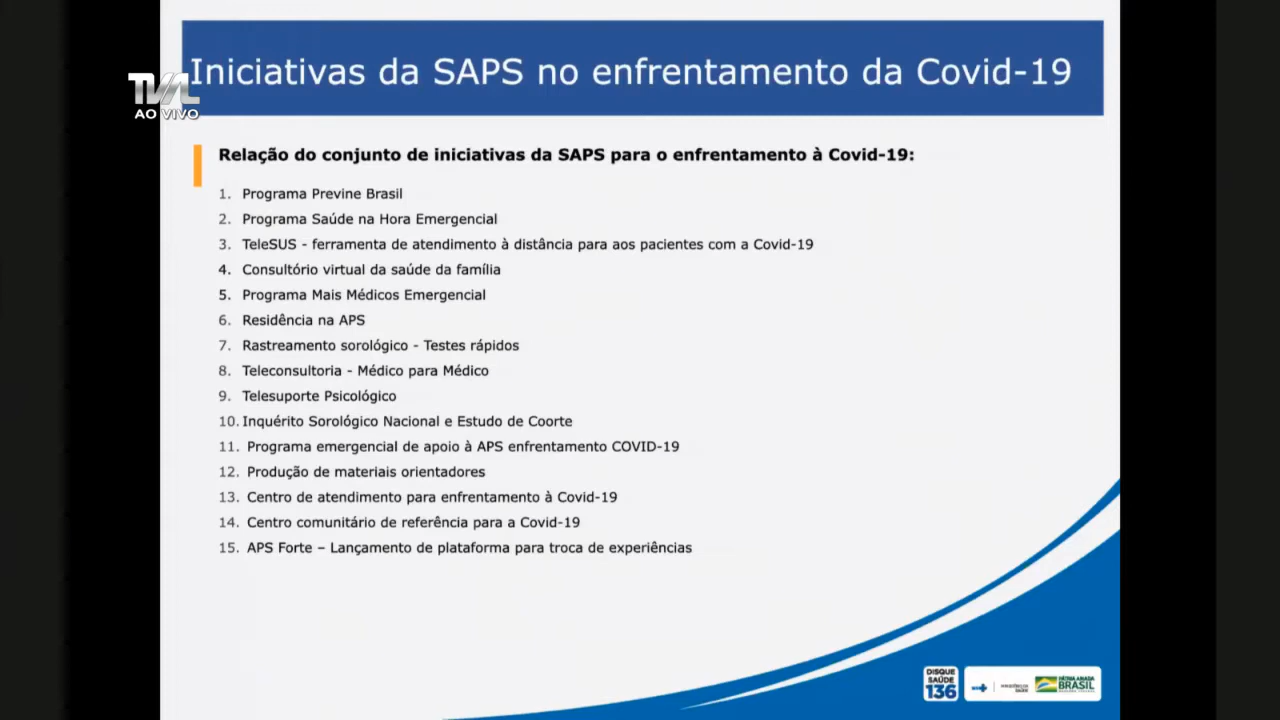 Iniciativas da SAPS no enfrentamento da Covid-19
TVAL
AO VIVO
Relação do conjunto de iniciativas da SAPS para o enfrentamento à Covid-19:
1. Programa Previne Brasil
2. Programa Saúde na Hora Emergencial
3. TeleSUS - ferramenta de atendimento à distância para aos pacientes com a Covid-19
4. Consultório virtual da saúde da família
5. Programa Mais Médicos Emergencial
6. Residência na APS
7. Rastreamento sorológico - Testes rápidos
8. Teleconsultoria - Médico para Médico
9. Telesuporte Psicológico
10. Inquérito Sorológico Nacional e Estudo de Coorte
11. Programa emergencial de apoio à APS enfrentamento COVID-19
12. Produção de materiais orientadores
13. Centro de atendimento para enfrentamento à Covid-19
14. Centro comunitário de referência para a Covid-19
15. APS Forte – Lançamento de plataforma para troca de experiências
DISQUE
SAÚDE
136
SUS
MINISTÉRIO DA
SAÚDE
PÁTRIA AMADA
BRASIL